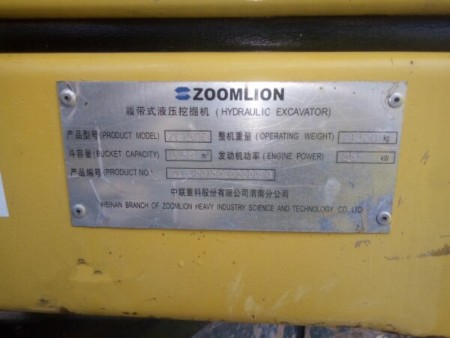 ZOOMLION
履带式液压挖掘机 (HYDRAULIC EXCAVATOR)
产品型号 (PRODUCT MODEL) 整机重量 (OPERATING WEIGHT) kg
斗容量 (BUCKET CAPACITY) m³ 发动机功率 (ENGINE POWER) kW
产品编号 (PRODUCT NO.)
中联重科股份有限公司渭南分公司
WEINAN BRANCH OF ZOOMLION HEAVY INDUSTRY SCIENCE AND TECHNOLOGY CO., LTD